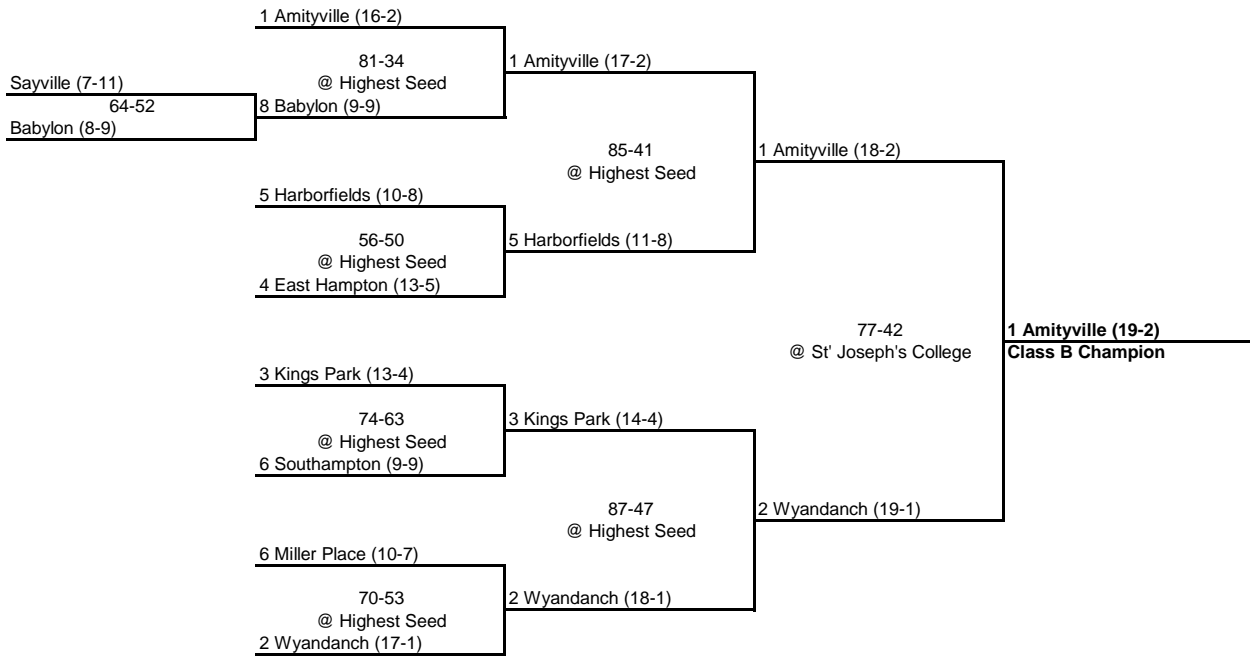 1 Amityville (16-2)
81-34
@ Highest Seed
1 Amityville (17-2)
Sayville (7-11)
64-52
8 Babylon (9-9)
Babylon (8-9)
85-41
@ Highest Seed
1 Amityville (18-2)
5 Harborfields (10-8)
56-50
@ Highest Seed
5 Harborfields (11-8)
4 East Hampton (13-5)
77-42
@ St' Joseph's College
1 Amityville (19-2)
Class B Champion
3 Kings Park (13-4)
74-63
@ Highest Seed
3 Kings Park (14-4)
6 Southampton (9-9)
87-47
@ Highest Seed
2 Wyandanch (19-1)
6 Miller Place (10-7)
70-53
@ Highest Seed
2 Wyandanch (18-1)
2 Wyandanch (17-1)